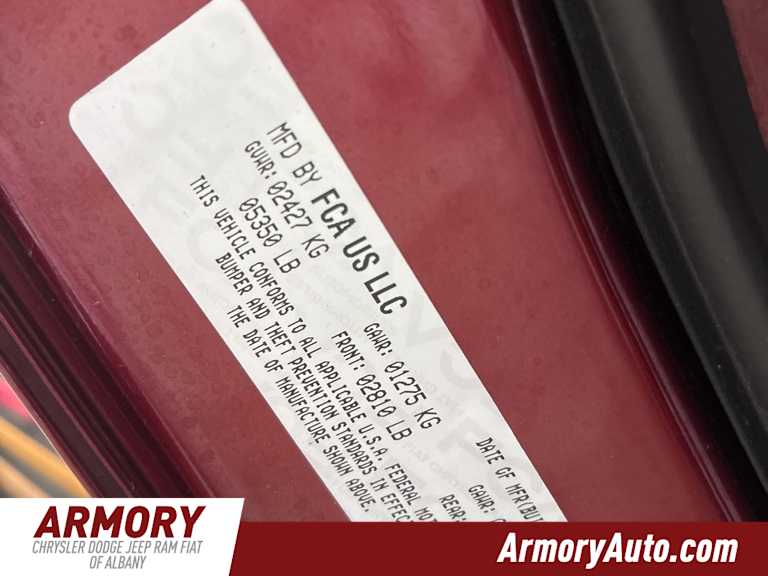 MFD BY FCA US LLC
DATE OF MFR/BUI
GVWR: 02427 KG
GAWR: 01275 KG
GAWR:
05350 LB
FRONT: 02810 LB
REAR:
THIS VEHICLE CONFORMS TO ALL APPLICABLE U.S.A. FEDERAL MOT
BUMPER AND THEFT PREVENTION STANDARDS IN EFFEC
THE DATE OF MANUFACTURE SHOWN ABOVE.
ARMORY
CHRYSLER DODGE JEEP RAM FIAT
OF ALBANY
ArmoryAuto.com